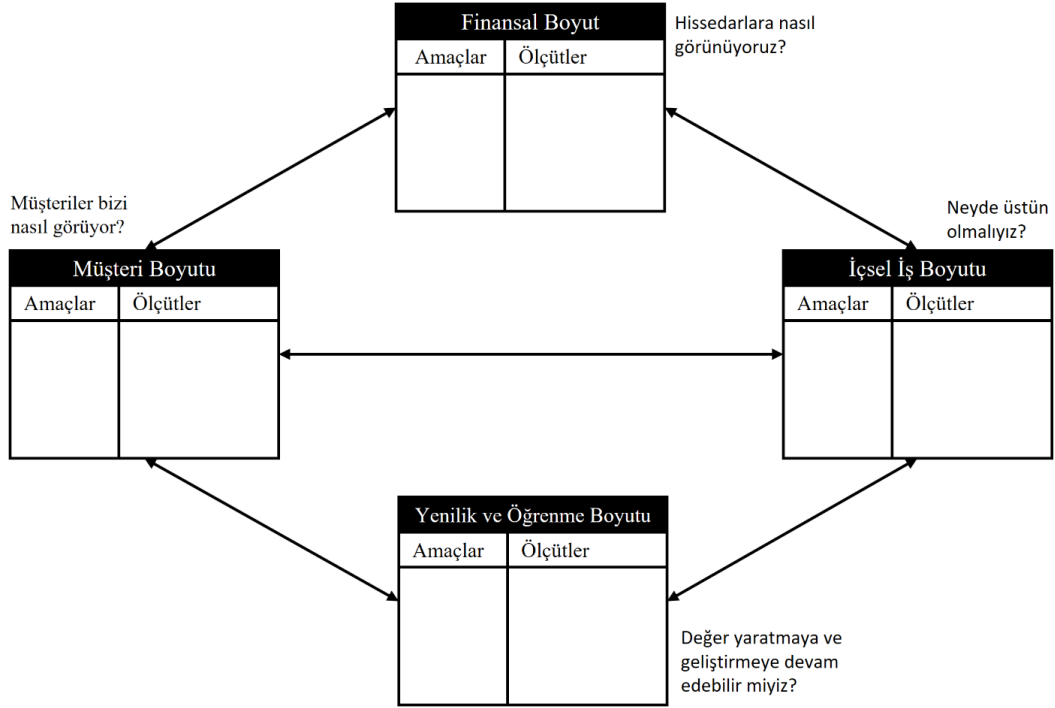 Finansal Boyut
Amaçlar
Ölçütler
Hissedarlara nasıl
görünüyoruz?
Müşteriler bizi
nasıl görüyor?
Müşteri Boyutu
Amaçlar
Ölçütler
Neyde üstün
olmalıyız?
İçsel İş Boyutu
Amaçlar
Ölçütler
Yenilik ve Öğrenme Boyutu
Amaçlar
Ölçütler
Değer yaratmaya ve
geliştirmeye devam
edebilir miyiz?